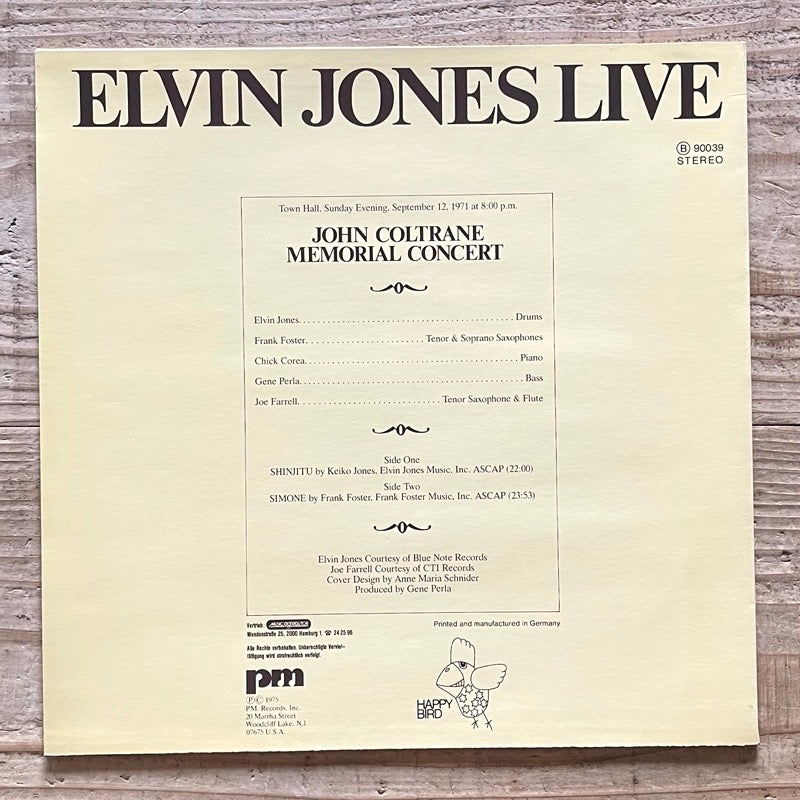 ELVIN JONES LIVE
Ⓑ 90039
STEREO
Town Hall, Sunday Evening, September 12, 1971 at 8:00 p.m.
JOHN COLTRANE
MEMORIAL CONCERT
Elvin Jones. . . . . . . . . . . . . . . . . . . . . . . . . . . . . . . . . . . . . . . . . . . Drums
Frank Foster. . . . . . . . . . . . . . . . . . . . . . . . Tenor & Soprano Saxophones
Chick Corea. . . . . . . . . . . . . . . . . . . . . . . . . . . . . . . . . . . . . . . . . . . Piano
Gene Perla. . . . . . . . . . . . . . . . . . . . . . . . . . . . . . . . . . . . . . . . . . . . . Bass
Joe Farrell. . . . . . . . . . . . . . . . . . . . . . . . . . . . Tenor Saxophone & Flute
Side One
SHINJITU by Keiko Jones, Elvin Jones Music, Inc. ASCAP (22:00)
Side Two
SIMONE by Frank Foster, Frank Foster Music, Inc. ASCAP (23:53)
Elvin Jones Courtesy of Blue Note Records
Joe Farrell Courtesy of CTI Records
Cover Design by Anne Maria Schnider
Produced by Gene Perla
Vertrieb:
Wendenstraße 25, 2000 Hamburg 1, ☎ 24 25 96
Alle Rechte vorbehalten. Unberechtigte Verviel-
fältigung wird strafrechtlich verfolgt.
Printed and manufactured in Germany
pm
ⓅⒸ 1975
P.M. Records, Inc.
20 Martha Street
Woodcliff Lake, N.J.
07675 U.S.A.
HAPPY
BIRD